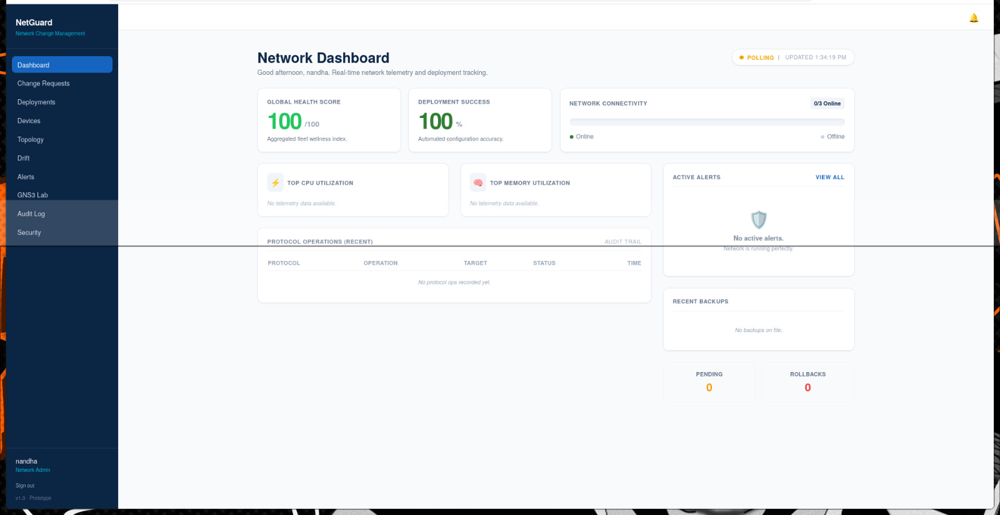 NetGuard
Network Change Management
Dashboard
Change Requests
Deployments
Devices
Topology
Drift
Alerts
GNS3 Lab
Audit Log
Security
nandha
Network Admin
Sign out
v1.0 · Prototype
Network Dashboard
Good afternoon, nandha. Real-time network telemetry and deployment tracking.
POLLING | UPDATED 1:34:19 PM
GLOBAL HEALTH SCORE
100 /100
Aggregated fleet wellness index.
DEPLOYMENT SUCCESS
100 %
Automated configuration accuracy.
NETWORK CONNECTIVITY
0/3 Online
Online
Offline
TOP CPU UTILIZATION
No telemetry data available.
TOP MEMORY UTILIZATION
No telemetry data available.
ACTIVE ALERTS
VIEW ALL
No active alerts.
Network is running perfectly.
PROTOCOL OPERATIONS (RECENT)
AUDIT TRAIL
PROTOCOL OPERATION TARGET STATUS TIME
No protocol ops recorded yet.
RECENT BACKUPS
No backups on file.
PENDING
0
ROLLBACKS
0